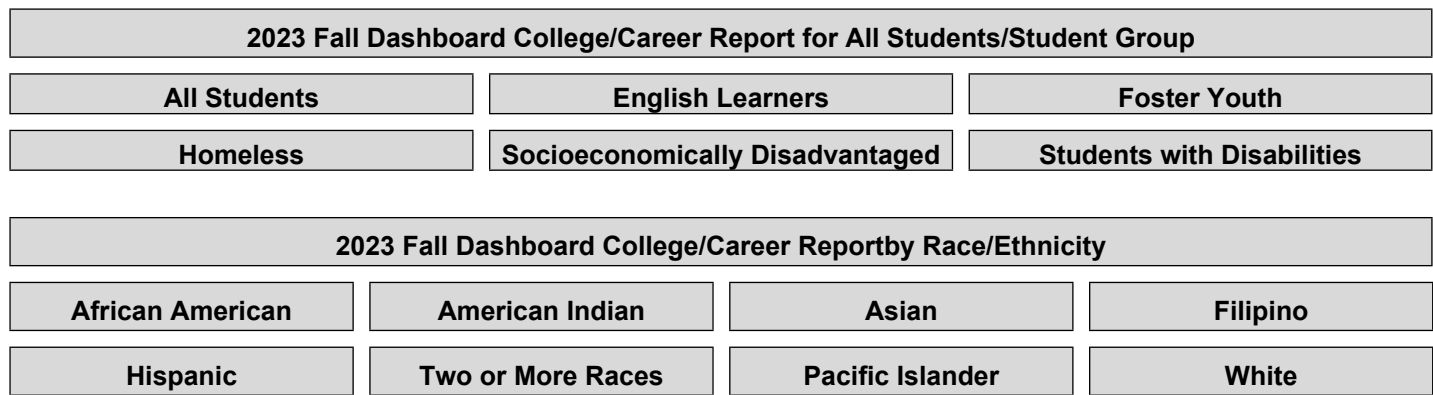 2023 Fall Dashboard College/Career Report for All Students/Student Group
All Students English Learners Foster Youth
Homeless Socioeconomically Disadvantaged Students with Disabilities
2023 Fall Dashboard College/Career Reportby Race/Ethnicity
African American American Indian Asian Filipino
Hispanic Two or More Races Pacific Islander White